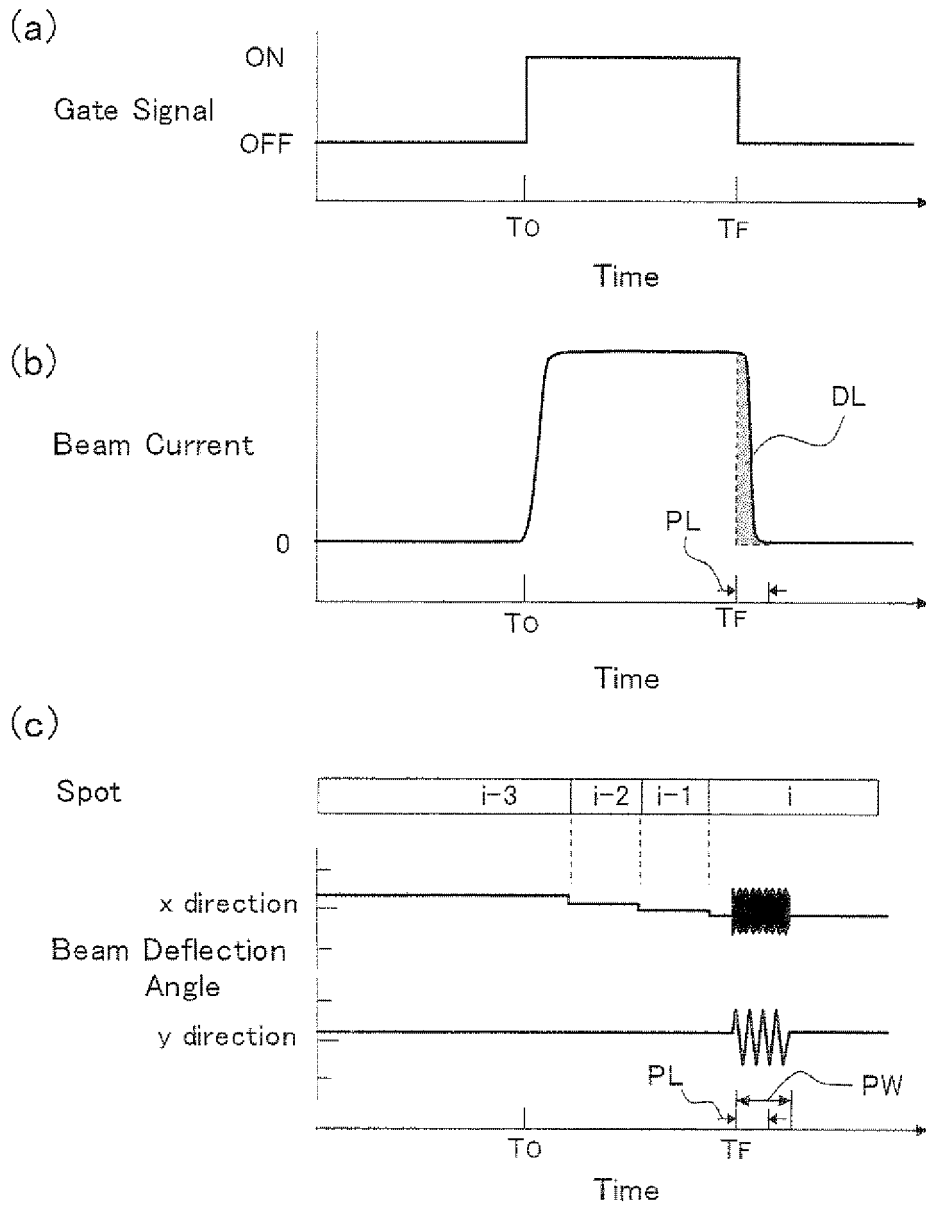 (a)
ON
Gate Signal
OFF
TO
TF
Time
(b)
DL
Beam Current
PL
0
TO
TF
Time
(c)
Spot
i-3
i-2
i-1
i
x direction
Beam Deflection
Angle
y direction
PL
PW
TO
TF
Time